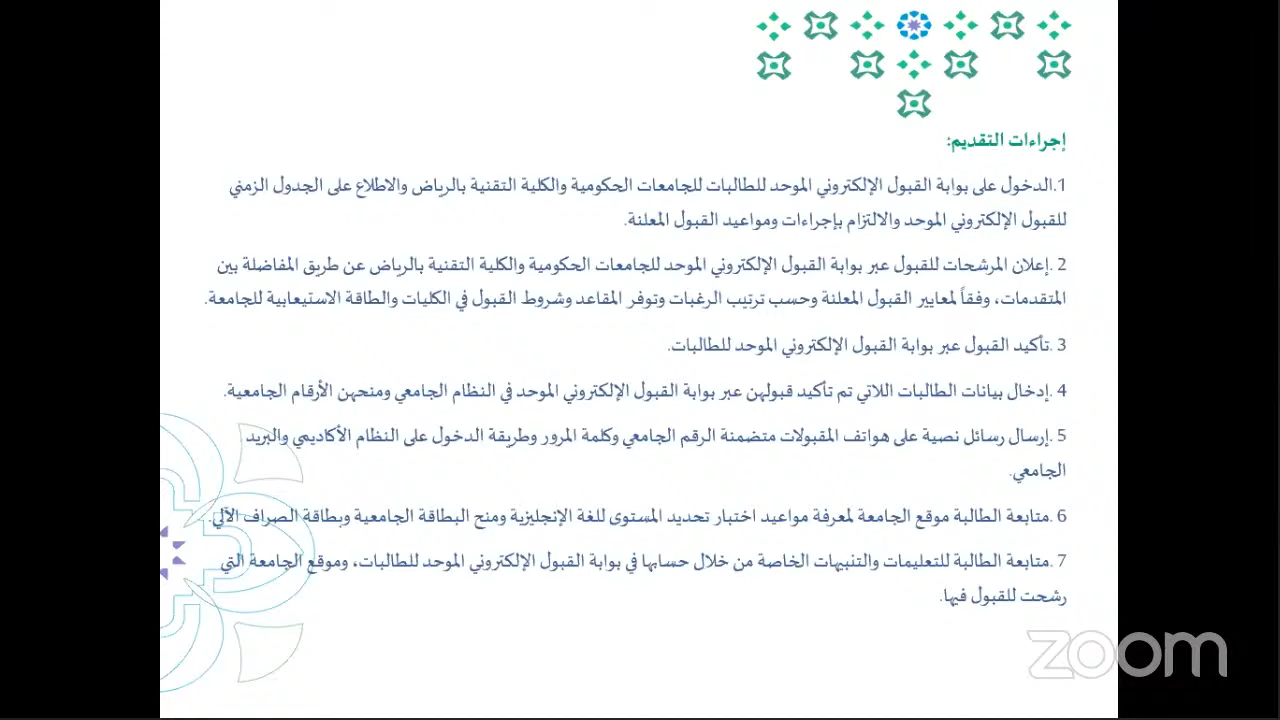 إجراءات التقديم:
1.الدخول على بوابة القبول الإلكتروني الموحد للطالبات للجامعات الحكومية والكلية التقنية بالرياض والاطلاع على الجدول الزمني
للقبول الإلكتروني الموحد والالتزام بإجراءات ومواعيد القبول المعلنة.
2 .إعلان المرشحات للقبول عبر بوابة القبول الإلكتروني الموحد للجامعات الحكومية والكلية التقنية بالرياض عن طريق المفاضلة بين
المتقدمات، وفقاً لمعايير القبول المعلنة وحسب ترتيب الرغبات وتوفر المقاعد وشروط القبول في الكليات والطاقة الاستيعابية للجامعة.
3 .تأكيد القبول عبر بوابة القبول الإلكتروني الموحد للطالبات.
4 .إدخال بيانات الطالبات اللاتي تم تأكيد قبولهن عبر بوابة القبول الإلكتروني الموحد في النظام الجامعي ومنحهن الأرقام الجامعية.
5 .إرسال رسائل نصية على هواتف المقبولات متضمنة الرقم الجامعي وكلمة المرور وطريقة الدخول على النظام الأكاديمي والبريد
الجامعي.
6 .متابعة الطالبة موقع الجامعة لمعرفة مواعيد اختبار تحديد المستوى للغة الإنجليزية ومنح البطاقة الجامعية وبطاقة الصراف الآلي.
7 .متابعة الطالبة للتعليمات والتنبيهات الخاصة من خلال حسابها في بوابة القبول الإلكتروني الموحد للطالبات، وموقع الجامعة التي
رشحت للقبول فيها.
zoom